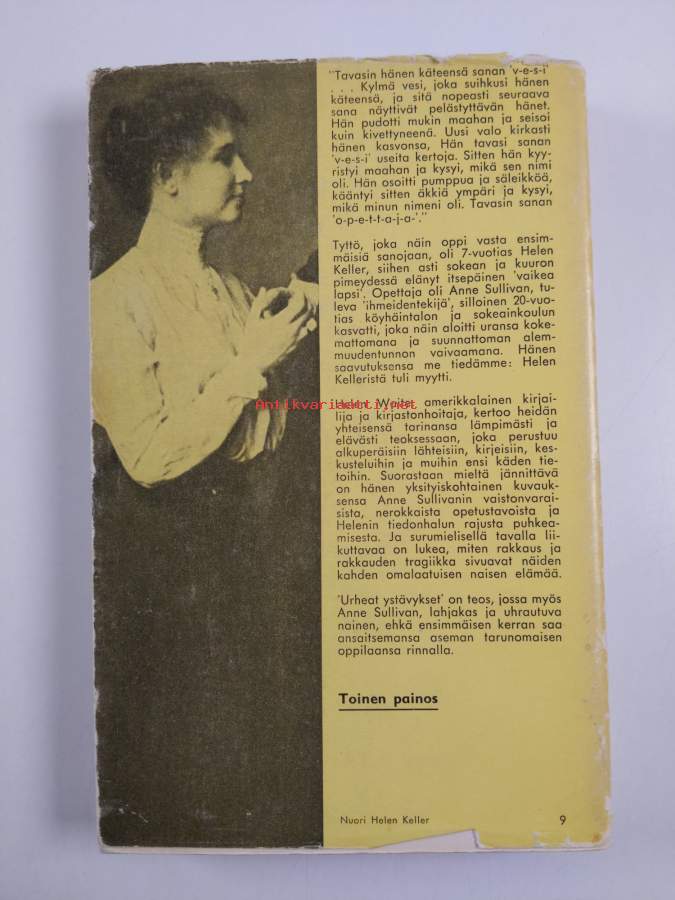 "Tavasin hänen käteensä sanan 'v-e-s-i'
. . . Kylmä vesi, joka suihkusi hänen
käteensä, ja sitä nopeasti seuraava
sana näyttivät pelästyttävän hänet.
Hän pudotti mukin maahan ja seisoi
kuin kivettyneenä. Uusi valo kirkasti
hänen kasvonsa, Hän tavasi sanan
'v-e-s-i' useita kertoja. Sitten hän kyy-
ristyi maahan ja kysyi, mikä sen nimi
oli. Hän osoitti pumppua ja säleikköä,
kääntyi sitten äkkiä ympäri ja kysyi,
mikä minun nimeni oli. Tavasin sanan
'o-p-e-t-t-a-j-a-'."
Tyttö, joka näin oppi vasta ensim-
mäisiä sanojaan, oli 7-vuotias Helen
Keller, siihen asti sokean ja kuuron
pimeydessä elänyt itsepäinen 'vaikea
lapsi'. Opettaja oli Anne Sullivan, tu-
leva 'ihmeidentekijä', silloinen 20-vuo-
tias köyhäintalon ja sokeainkoulun
kasvatti, joka näin aloitti uransa koke-
mattomana ja suunnattoman alem-
muudentunnon vaivaamana. Hänen
saavutuksensa me tiedämme: Helen
Kelleristä tuli myytti.
Antikvariaatti.net
Helen Waite, amerikkalainen kirjai-
lija ja kirjastonhoitaja, kertoo heidän
yhteisensä tarinansa lämpimästi ja
elävästi teoksessaan, joka perustuu
alkuperäisiin lähteisiin, kirjeisiin, kes-
kusteluihin ja muihin ensi käden tie-
toihin. Suorastaan mieltä jännittävä
on hänen yksityiskohtainen kuvauk-
sensa Anne Sullivanin vaistonvarai-
sista, nerokkaista opetustavoista ja
Helenin tiedonhalun rajusta puhkea-
misesta. Ja surumielisellä tavalla lii-
kuttavaa on lukea, miten rakkaus ja
rakkauden tragiikka sivuavat näiden
kahden omalaatuisen naisen elämää.
'Urheat ystävykset' on teos, jossa myös
Anne Sullivan, lahjakas ja uhrautuva
nainen, ehkä ensimmäisen kerran saa
ansaitsemansa aseman tarunomaisen
oppilaansa rinnalla.
Toinen painos
Nuori Helen Keller 9